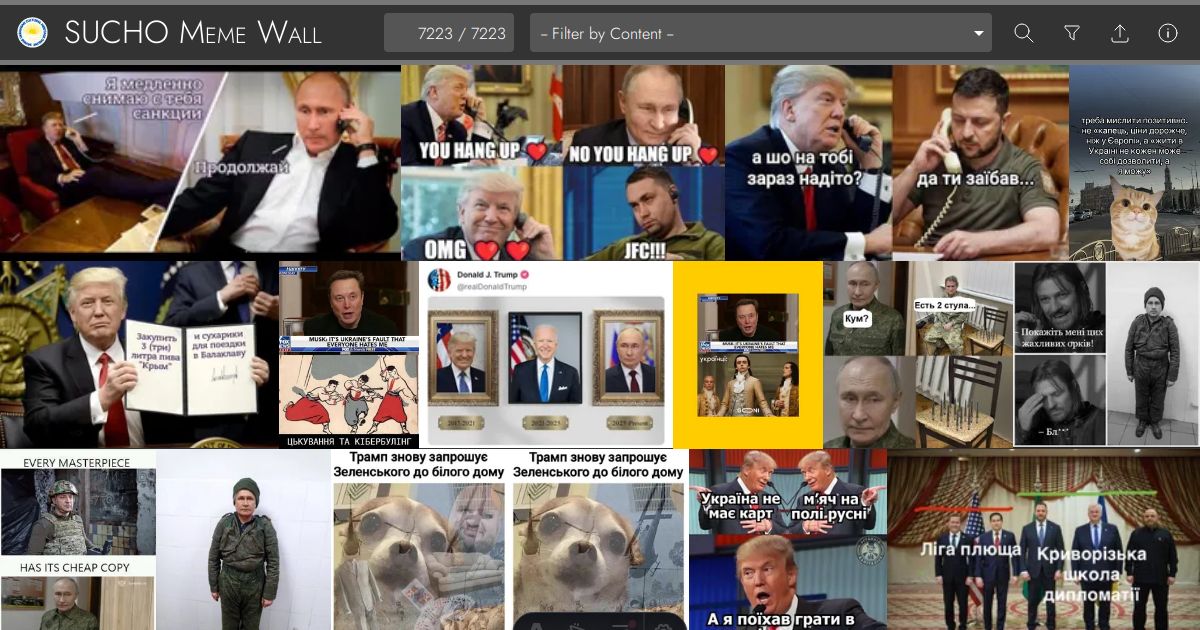 SUCHO MEME WALL
7223 / 7223
– Filter by Content –
Я медленно
снимаю с тебя
санкции
Продолжай
YOU HANG UP
NO YOU HANG UP
OMG
JFC!!!
а шо на тобі
зараз надіто?
да ти заїбав...
треба мислити позитивно.
не «капець, ціни дорожче,
ніж у Європі», а «жити в
Україні не кожен може
собі дозволити, а
я можу»
Закупить
3 (три)
литра пива
"Крым"
и сухарики
для поездки
в Балаклаву
MUSK: IT'S UKRAINE'S FAULT THAT
EVERYONE HATES ME
ЦЬКУВАННЯ ТА КІБЕРБУЛІНГ
Donald J. Trump
@realDonaldTrump
2017-2021
2021-2025
2025-Present
MUSK: IT'S UKRAINE'S FAULT THAT
EVERYONE HATES ME
українці:
Кум?
Есть 2 стула...
– Покажіть мені цих
жахливих орків!
– Бл***
EVERY MASTERPIECE
HAS ITS CHEAP COPY
Трамп знову запрошує
Зеленського до білого дому
Трамп знову запрошує
Зеленського до білого дому
Україна не
має карт
м'яч на
полі русні
А я поїхав грати в
Ліга плюща
Криворізька
школа
дипломатії